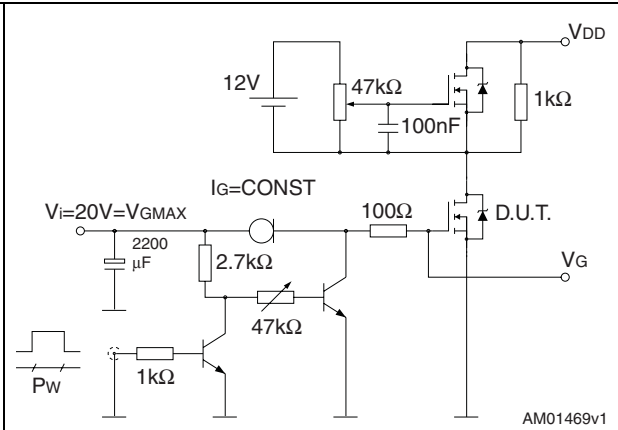 VDD
12V
47kΩ
1kΩ
100nF
IG=CONST
Vi=20V=VGMAX
100Ω
D.U.T.
2200
μF
2.7kΩ
VG
47kΩ
1kΩ
PW
AM01469v1